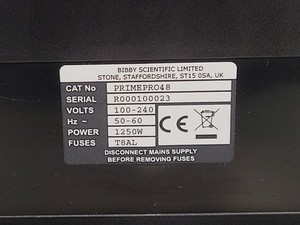 BIBBY SCIENTIFIC LIMITED
STONE, STAFFORDSHIRE, ST15 0SA, UK
CAT No PRIMEPRO48
SERIAL R000100023
VOLTS 100-240
Hz ~ 50-60
POWER 1250W
FUSES T8AL
CE
DISCONNECT MAINS SUPPLY
BEFORE REMOVING FUSES